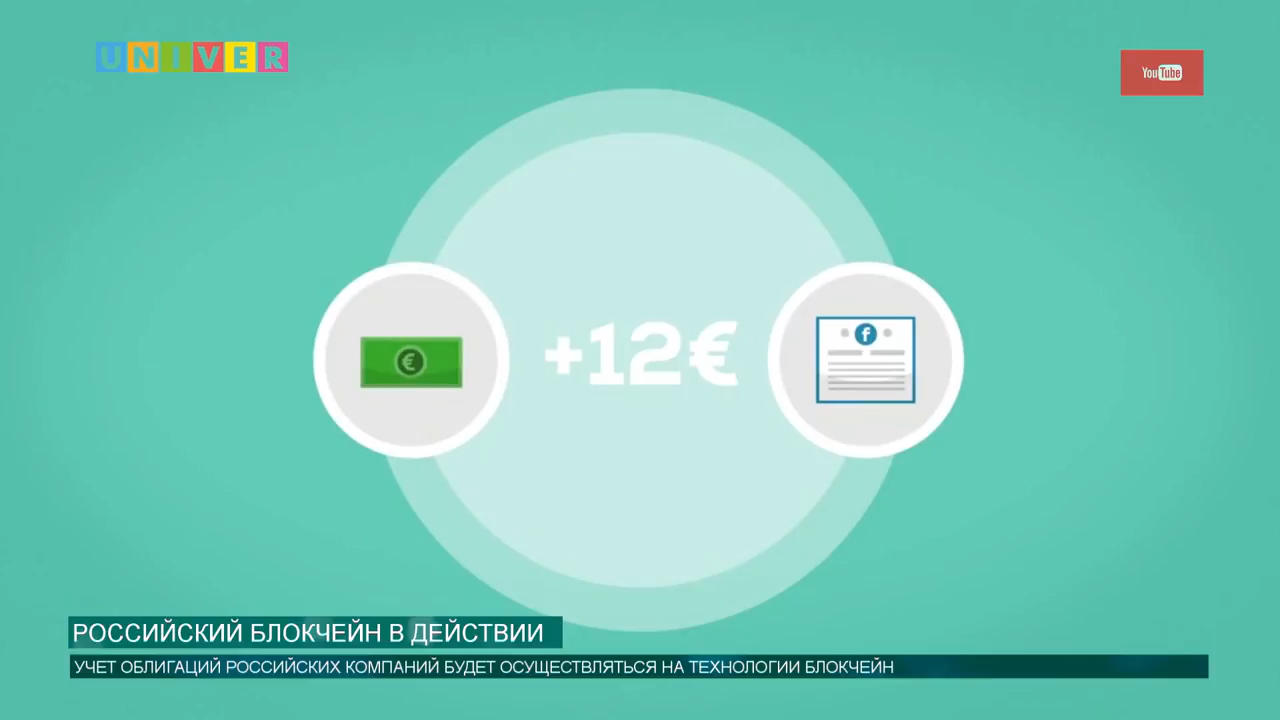 UNIVER
YouTube
€
+12€
f
РОССИЙСКИЙ БЛОКЧЕЙН В ДЕЙСТВИИ
УЧЕТ ОБЛИГАЦИЙ РОССИЙСКИХ КОМПАНИЙ БУДЕТ ОСУЩЕСТВЛЯТЬСЯ НА ТЕХНОЛОГИИ БЛОКЧЕЙН